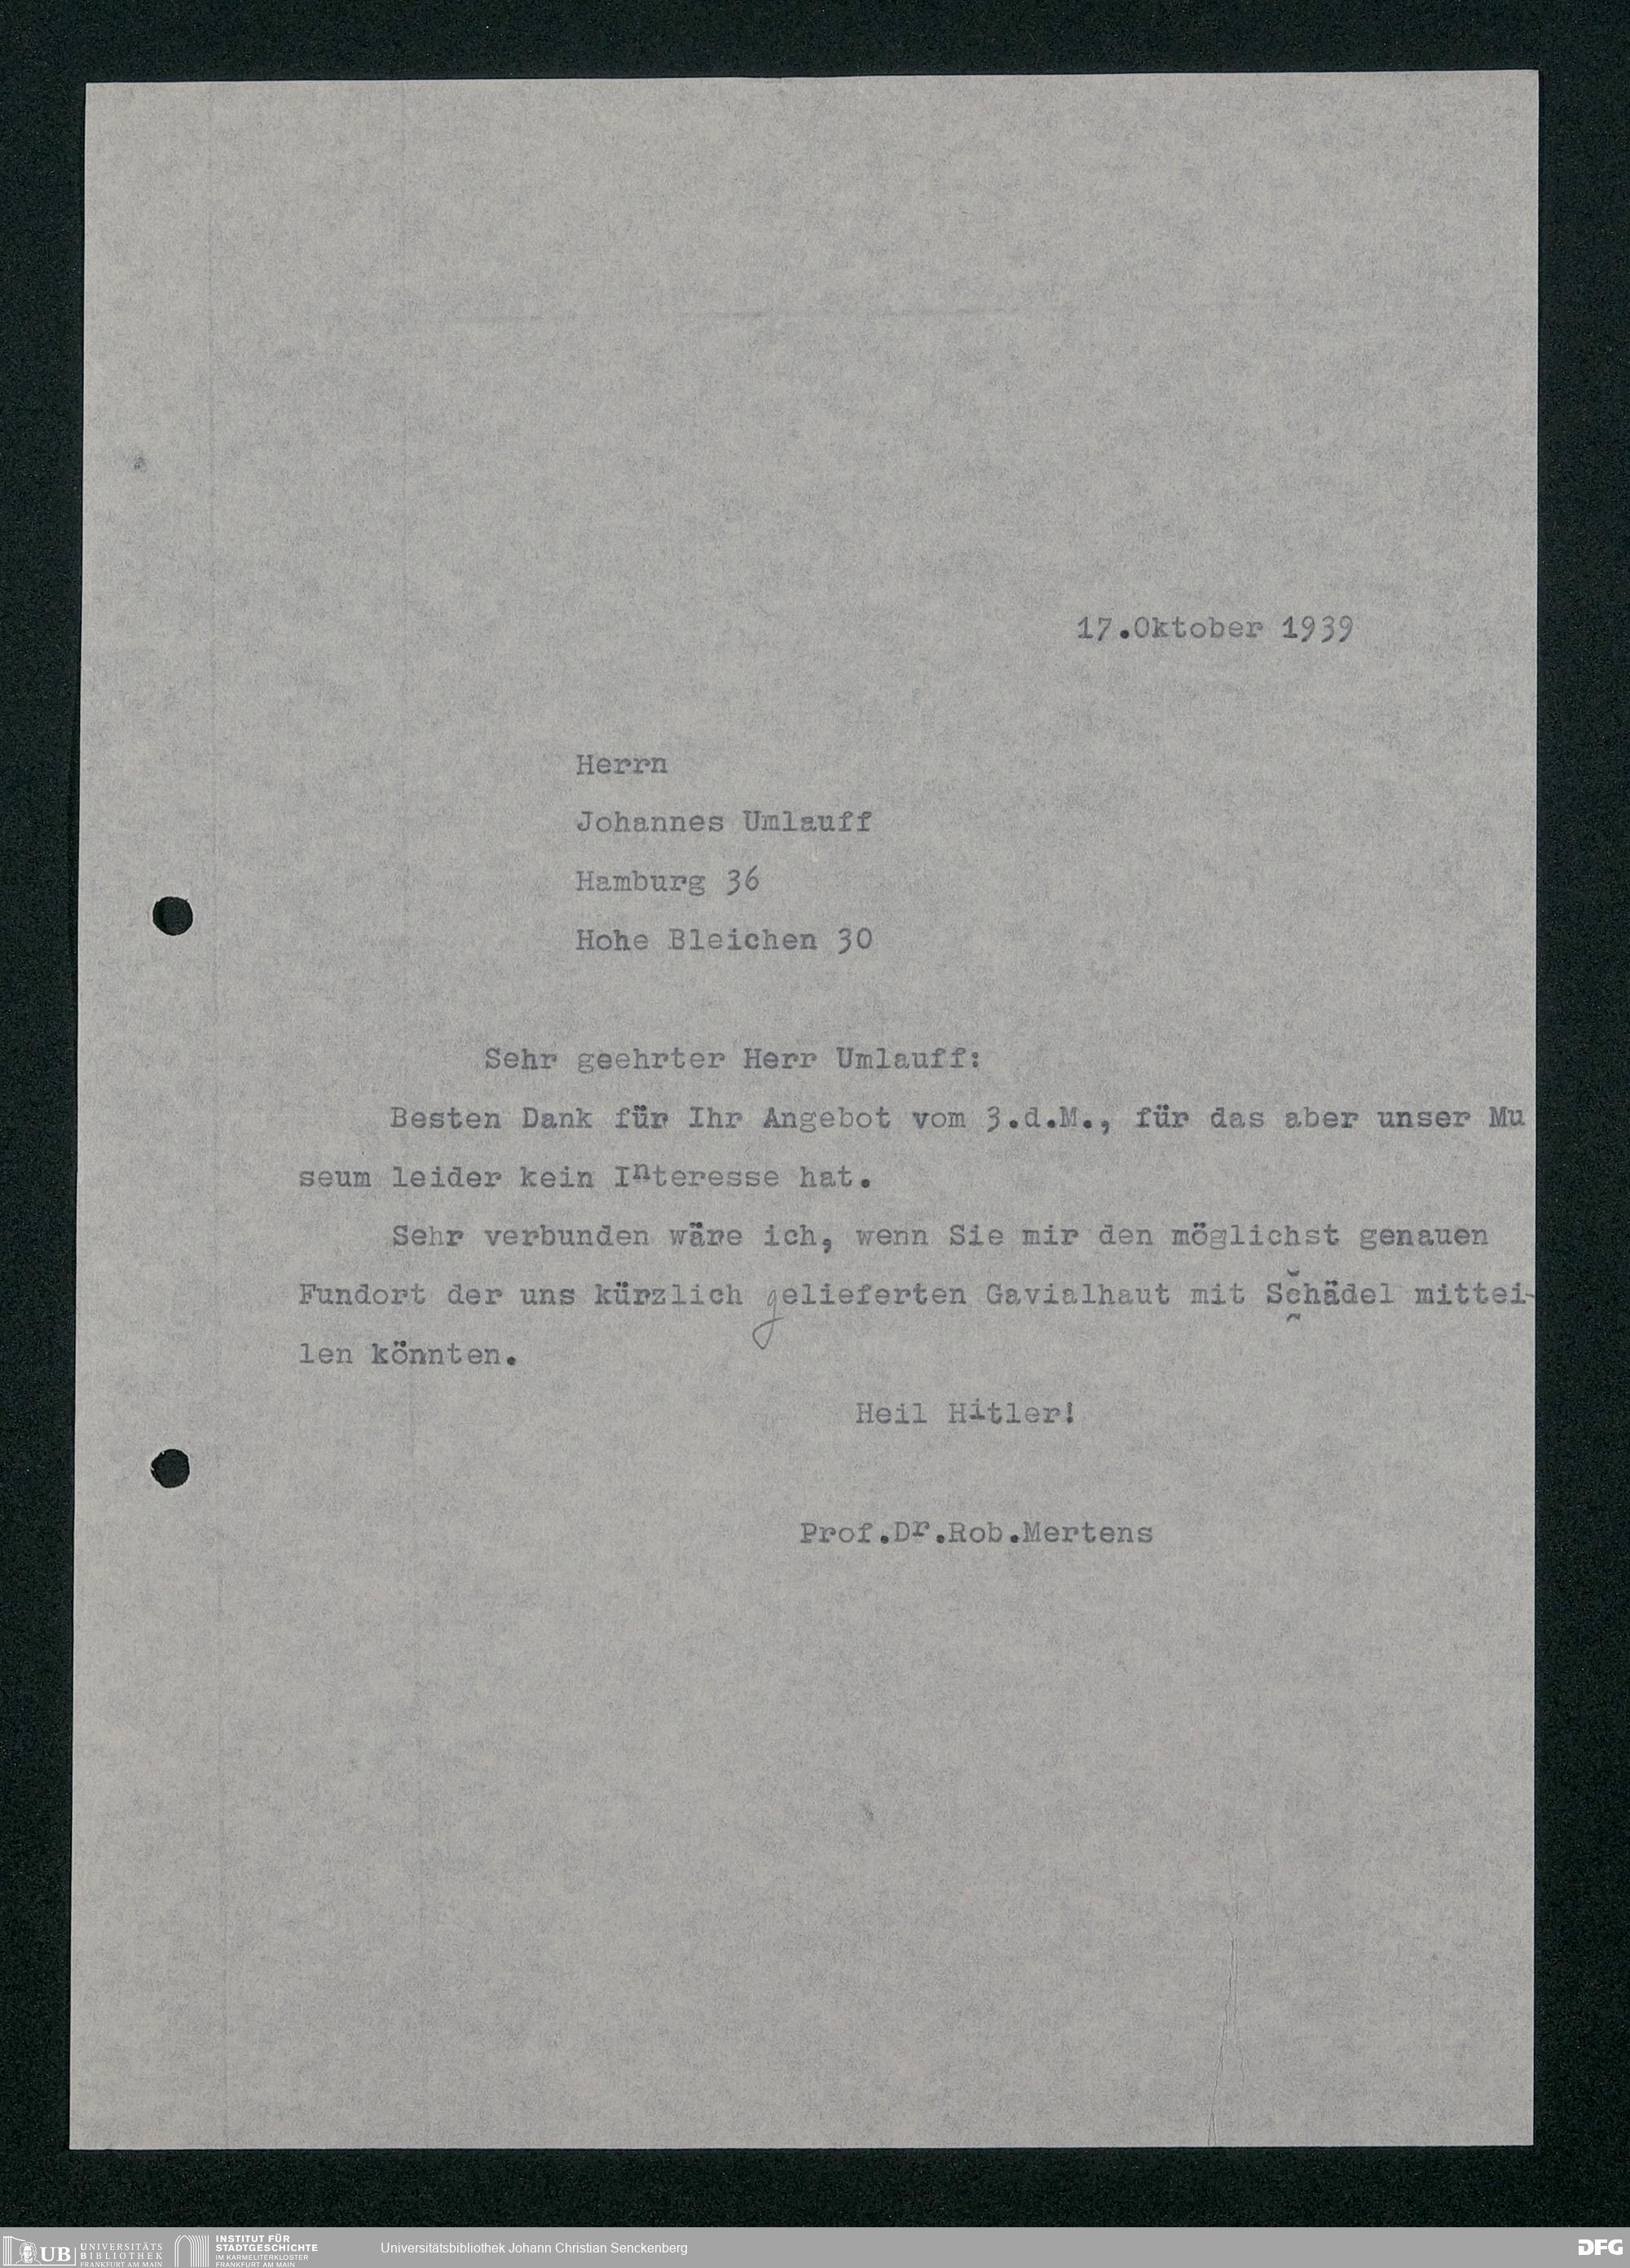 17.Oktober 1939
Herrn
Johannes Umlauff
Hamburg 36
Hohe Bleichen 30
Sehr geehrter Herr Umlauff:
Besten Dank für Ihr Angebot vom 3.d.M., für das aber unser Mu
seum leider kein Interesse hat.
Sehr verbunden wäre ich, wenn Sie mir den möglichst genauen
Fundort der uns kürzlich gelieferten Gavialhaut mit Schädel mittei-
len könnten.
Heil Hitler!
Prof.Dr.Rob.Mertens
UB UNIVERSITÄTS
BIBLIOTHEK
FRANKFURT AM MAIN
INSTITUT FÜR
STADTGESCHICHTE
IM KARMELITERKLOSTER
FRANKFURT AM MAIN
Universitätsbibliothek Johann Christian Senckenberg
DFG